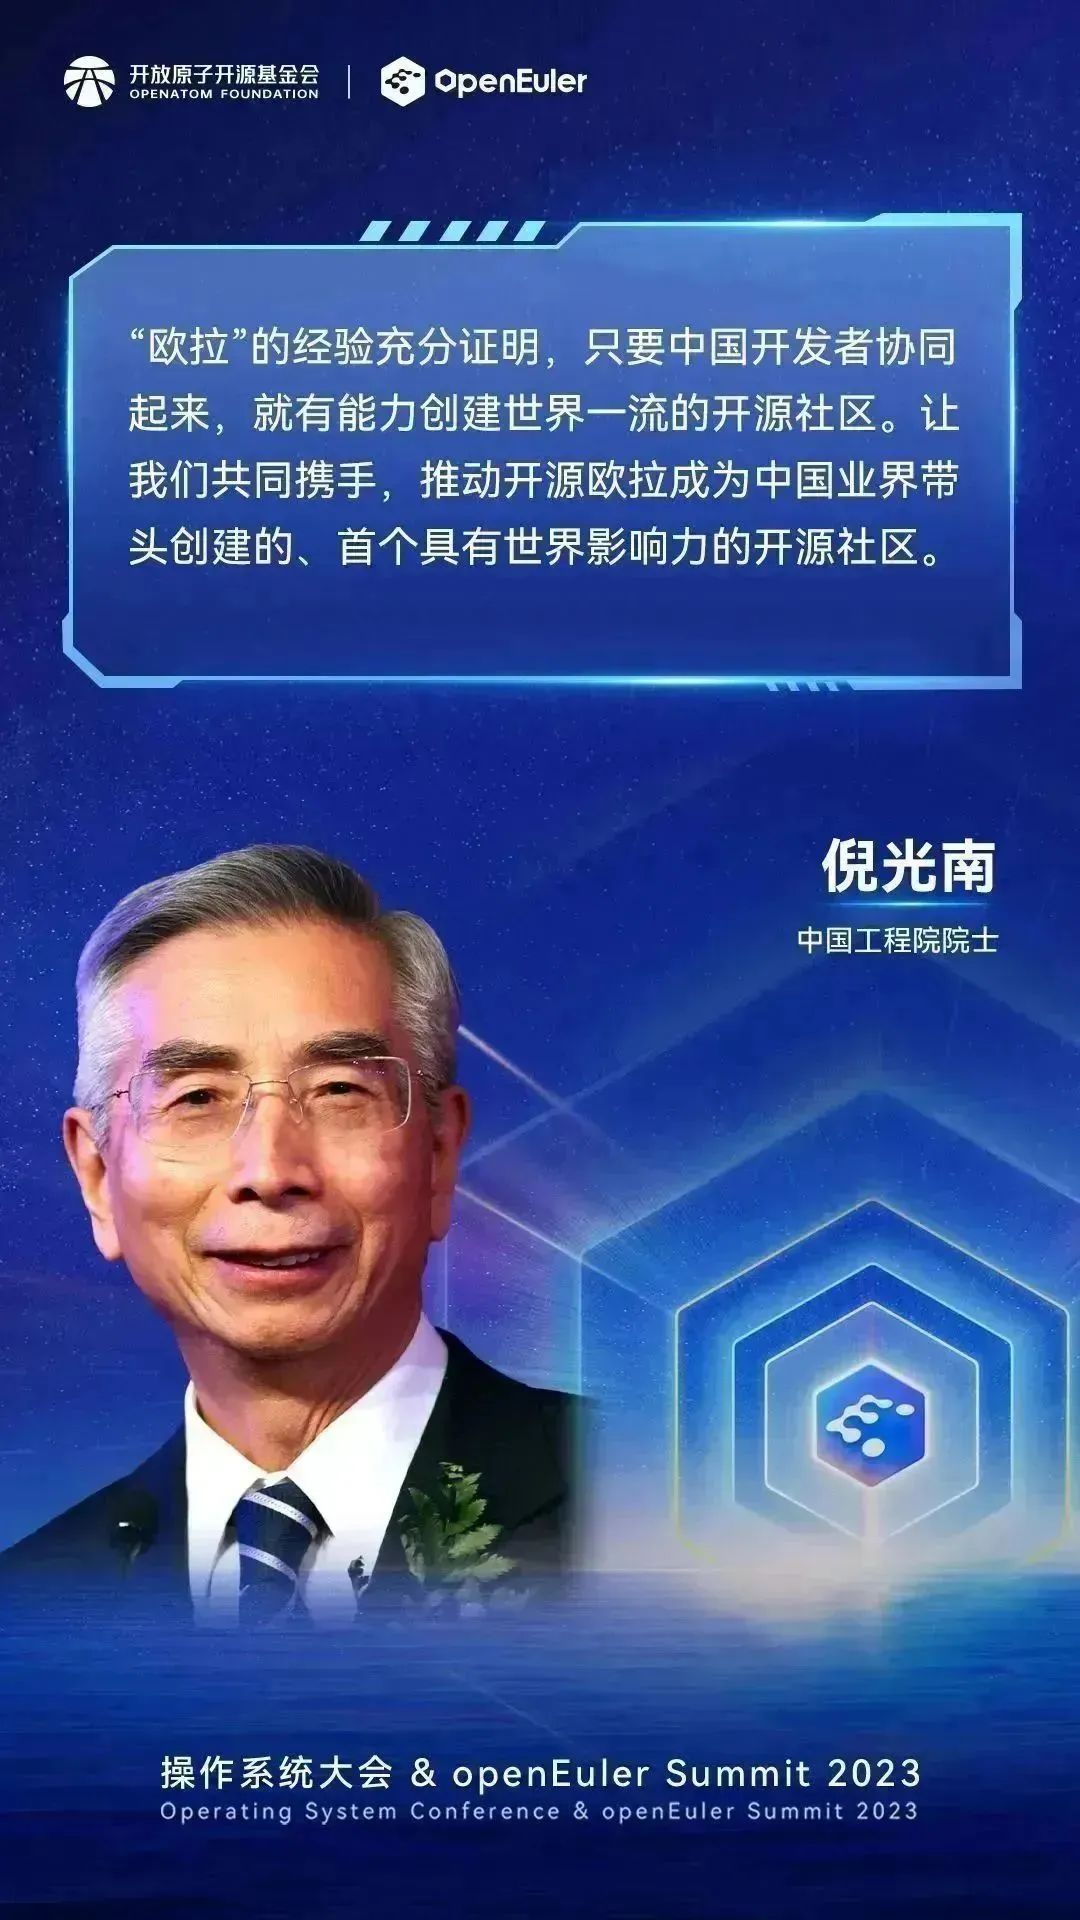 开放原子开源基金会
OPENATOM FOUNDATION
OpenEuler
“欧拉”的经验充分证明，只要中国开发者协同
起来，就有能力创建世界一流的开源社区。让
我们共同携手，推动开源欧拉成为中国业界带
头创建的、首个具有世界影响力的开源社区。
倪光南
中国工程院院士
操作系统大会 & openEuler Summit 2023
Operating System Conference & openEuler Summit 2023